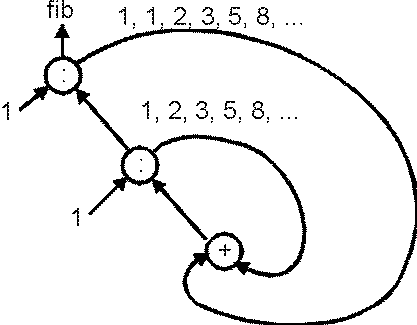 fib
1, 1, 2, 3, 5, 8, ...
:
1
1, 2, 3, 5, 8, ...
:
1
+